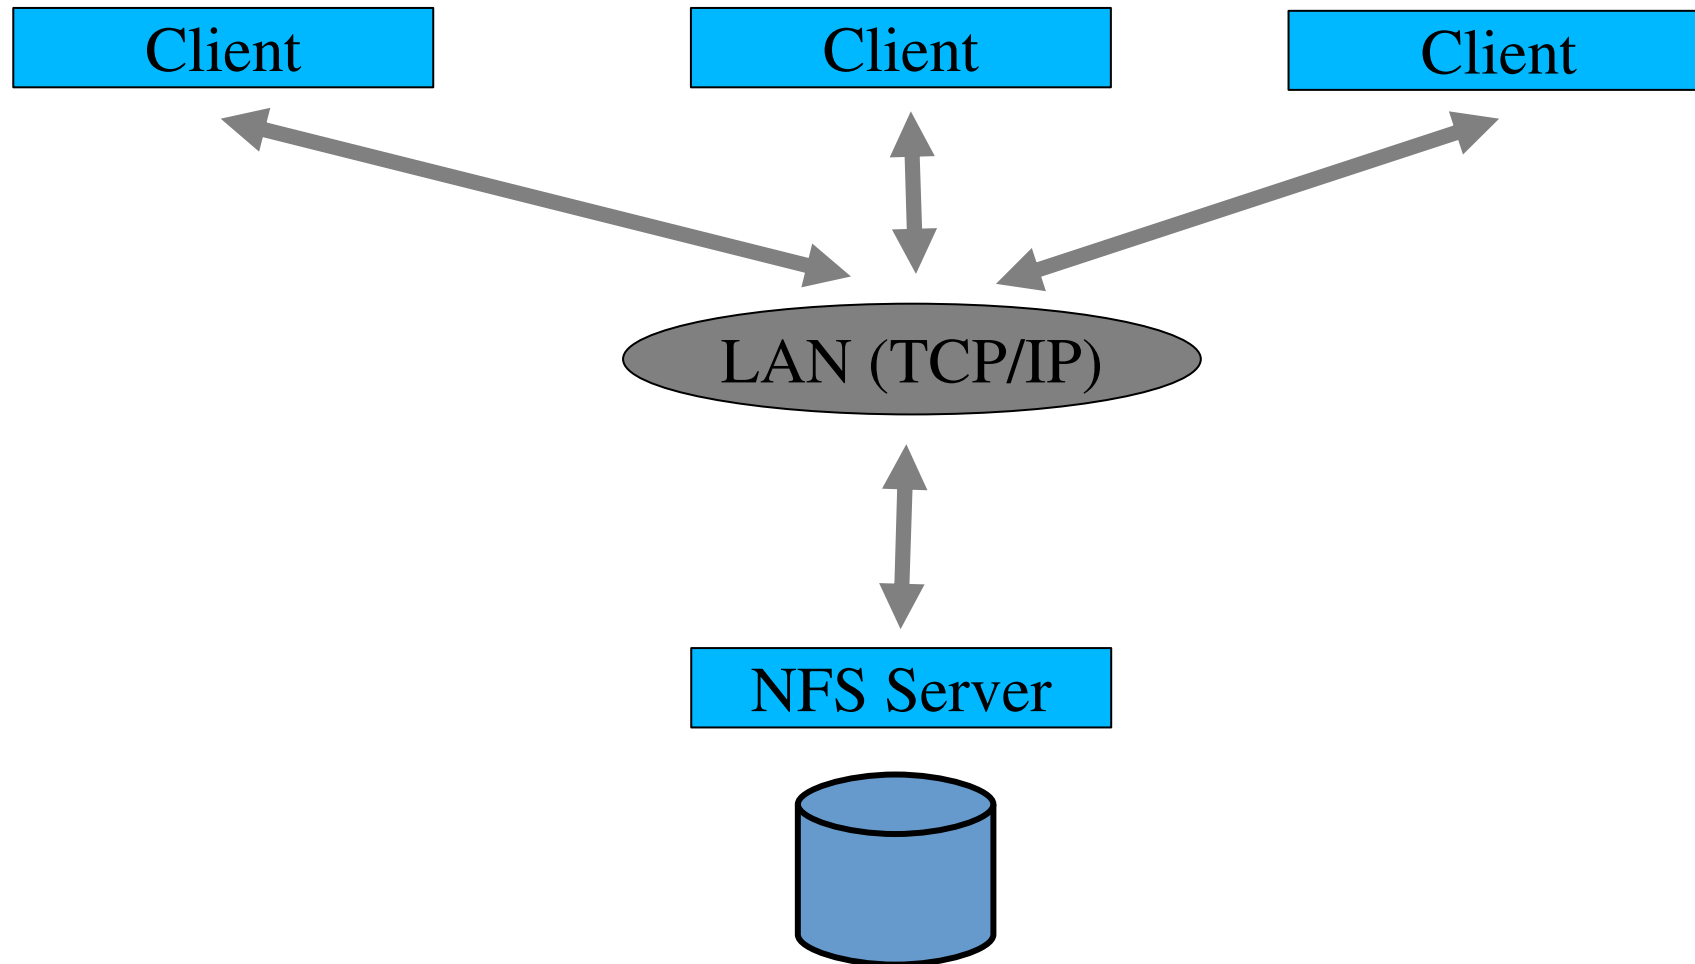 Client
Client
Client
LAN (TCP/IP)
NFS Server